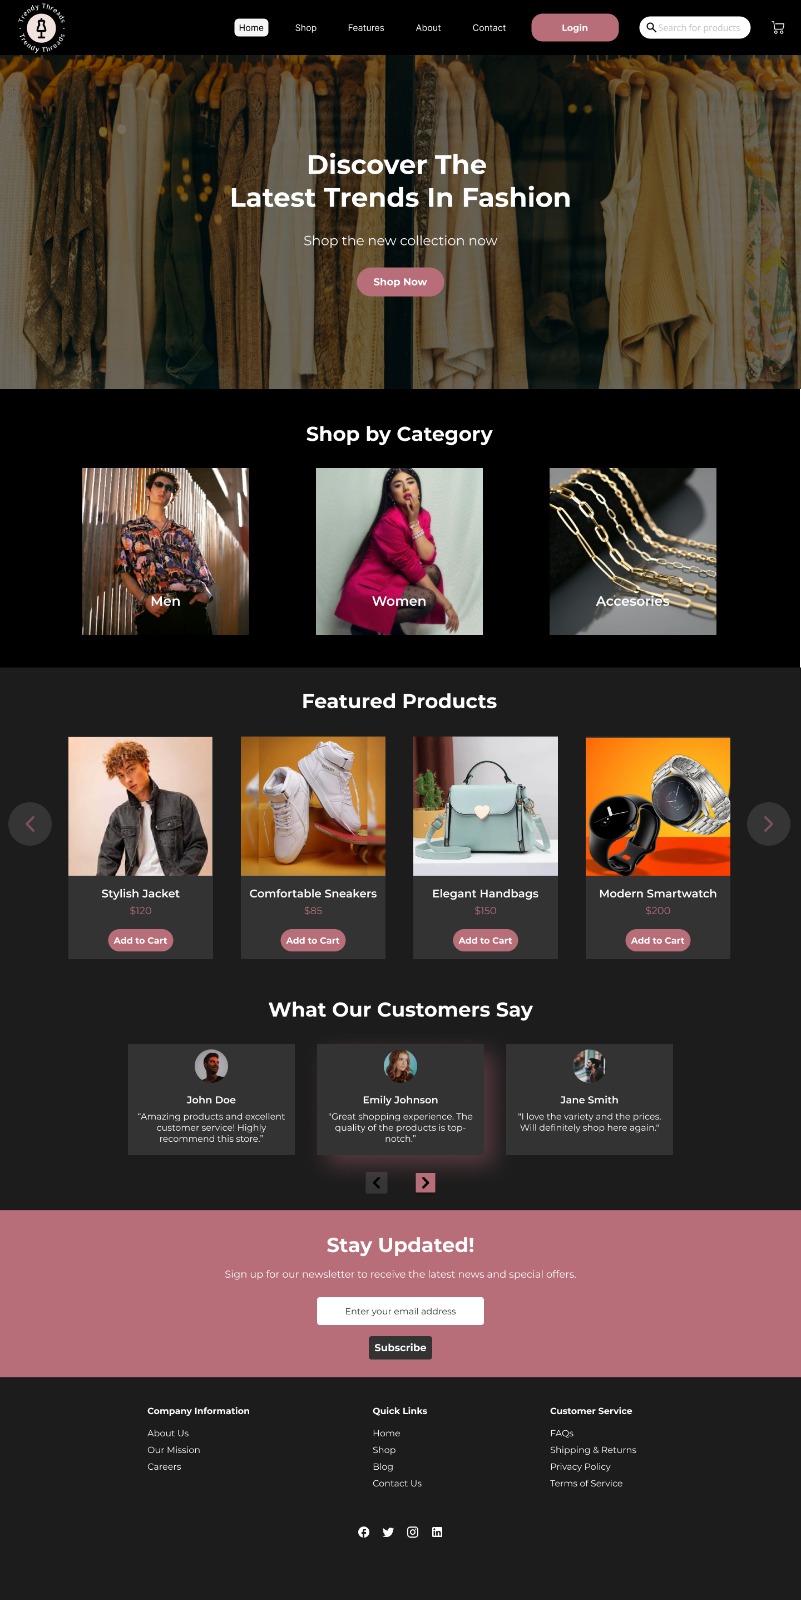 Trendy Threads
Trendy Threads
Home
Shop
Features
About
Contact
Login
Search for products
Discover The
Latest Trends In Fashion
Shop the new collection now
Shop Now
Shop by Category
Men
Women
Accesories
Featured Products
Stylish Jacket
$120
Add to Cart
Comfortable Sneakers
$85
Add to Cart
Elegant Handbags
$150
Add to Cart
Modern Smartwatch
$200
Add to Cart
What Our Customers Say
John Doe
"Amazing products and excellent
customer service! Highly
recommend this store."
Emily Johnson
"Great shopping experience. The
quality of the products is top-
notch."
Jane Smith
"I love the variety and the prices.
Will definitely shop here again."
Stay Updated!
Sign up for our newsletter to receive the latest news and special offers.
Enter your email address
Subscribe
Company Information
About Us
Our Mission
Careers
Quick Links
Home
Shop
Blog
Contact Us
Customer Service
FAQs
Shipping & Returns
Privacy Policy
Terms of Service